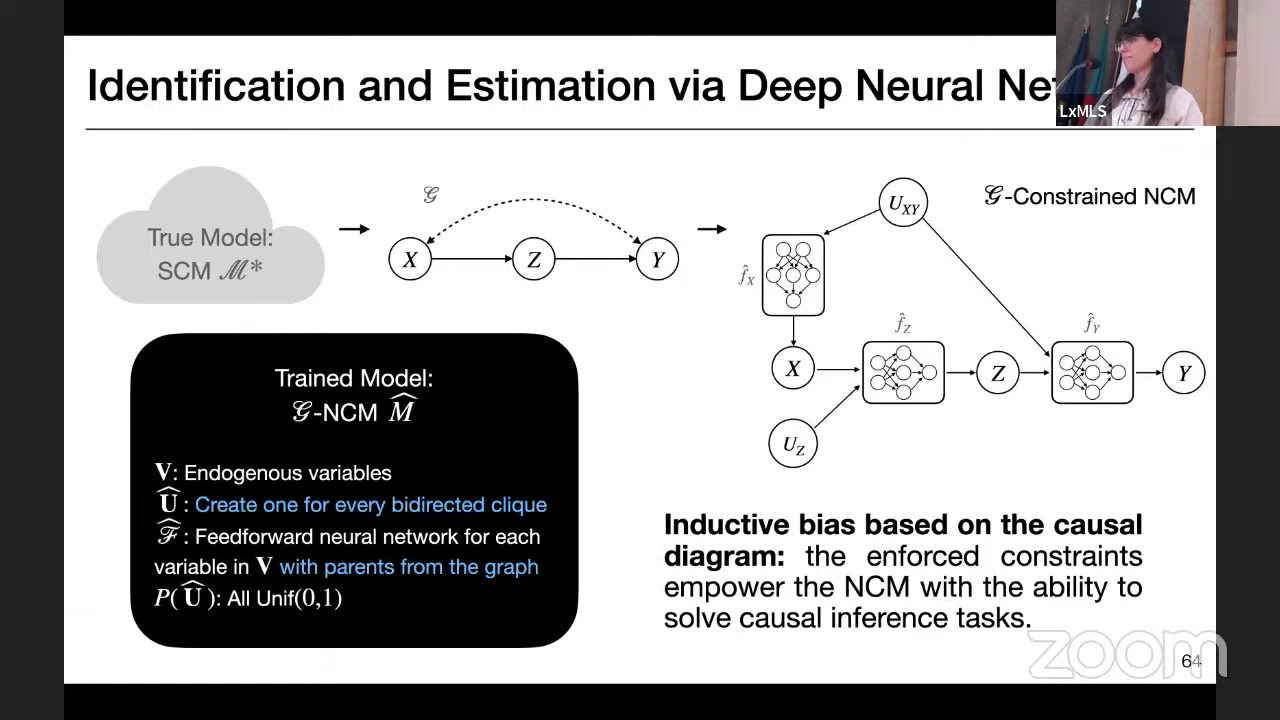 Identification and Estimation via Deep Neural Ne
LxMLS
True Model:
SCM ℳ*
𝒢
X
Z
Y
U_XY
𝒢-Constrained NCM
f̂_X
X
U_Z
f̂_Z
Z
f̂_Y
Y
Trained Model:
𝒢-NCM M̂
V: Endogenous variables
Û : Create one for every bidirected clique
ℱ̂ : Feedforward neural network for each
variable in V with parents from the graph
P(Û): All Unif(0,1)
Inductive bias based on the causal
diagram: the enforced constraints
empower the NCM with the ability to
solve causal inference tasks.
zoom
64